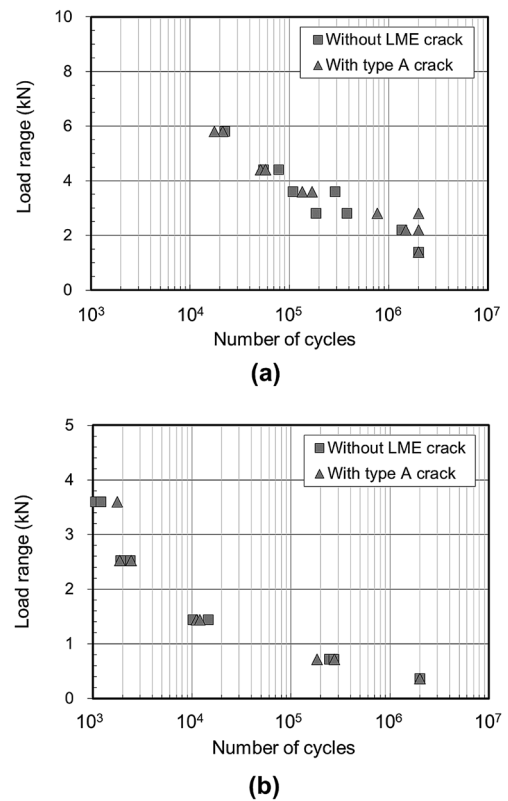 10
8
6
4
2
0
Load range (kN)
Without LME crack
With type A crack
10³ 10⁴ 10⁵ 10⁶ 10⁷
Number of cycles
(a)
5
4
3
2
1
0
Load range (kN)
Without LME crack
With type A crack
10³ 10⁴ 10⁵ 10⁶ 10⁷
Number of cycles
(b)